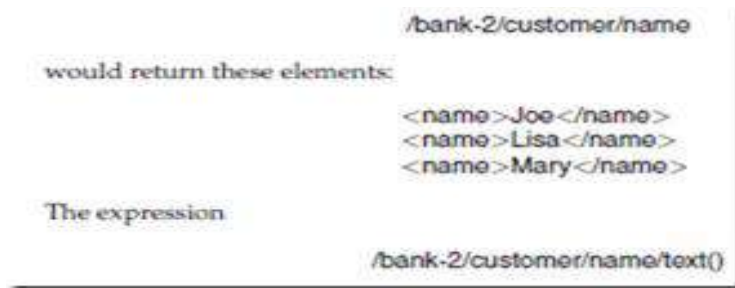 /bank-2/customer/name
would return these elements:
<name>Joe</name>
<name>Lisa</name>
<name>Mary</name>
The expression
/bank-2/customer/name/text()